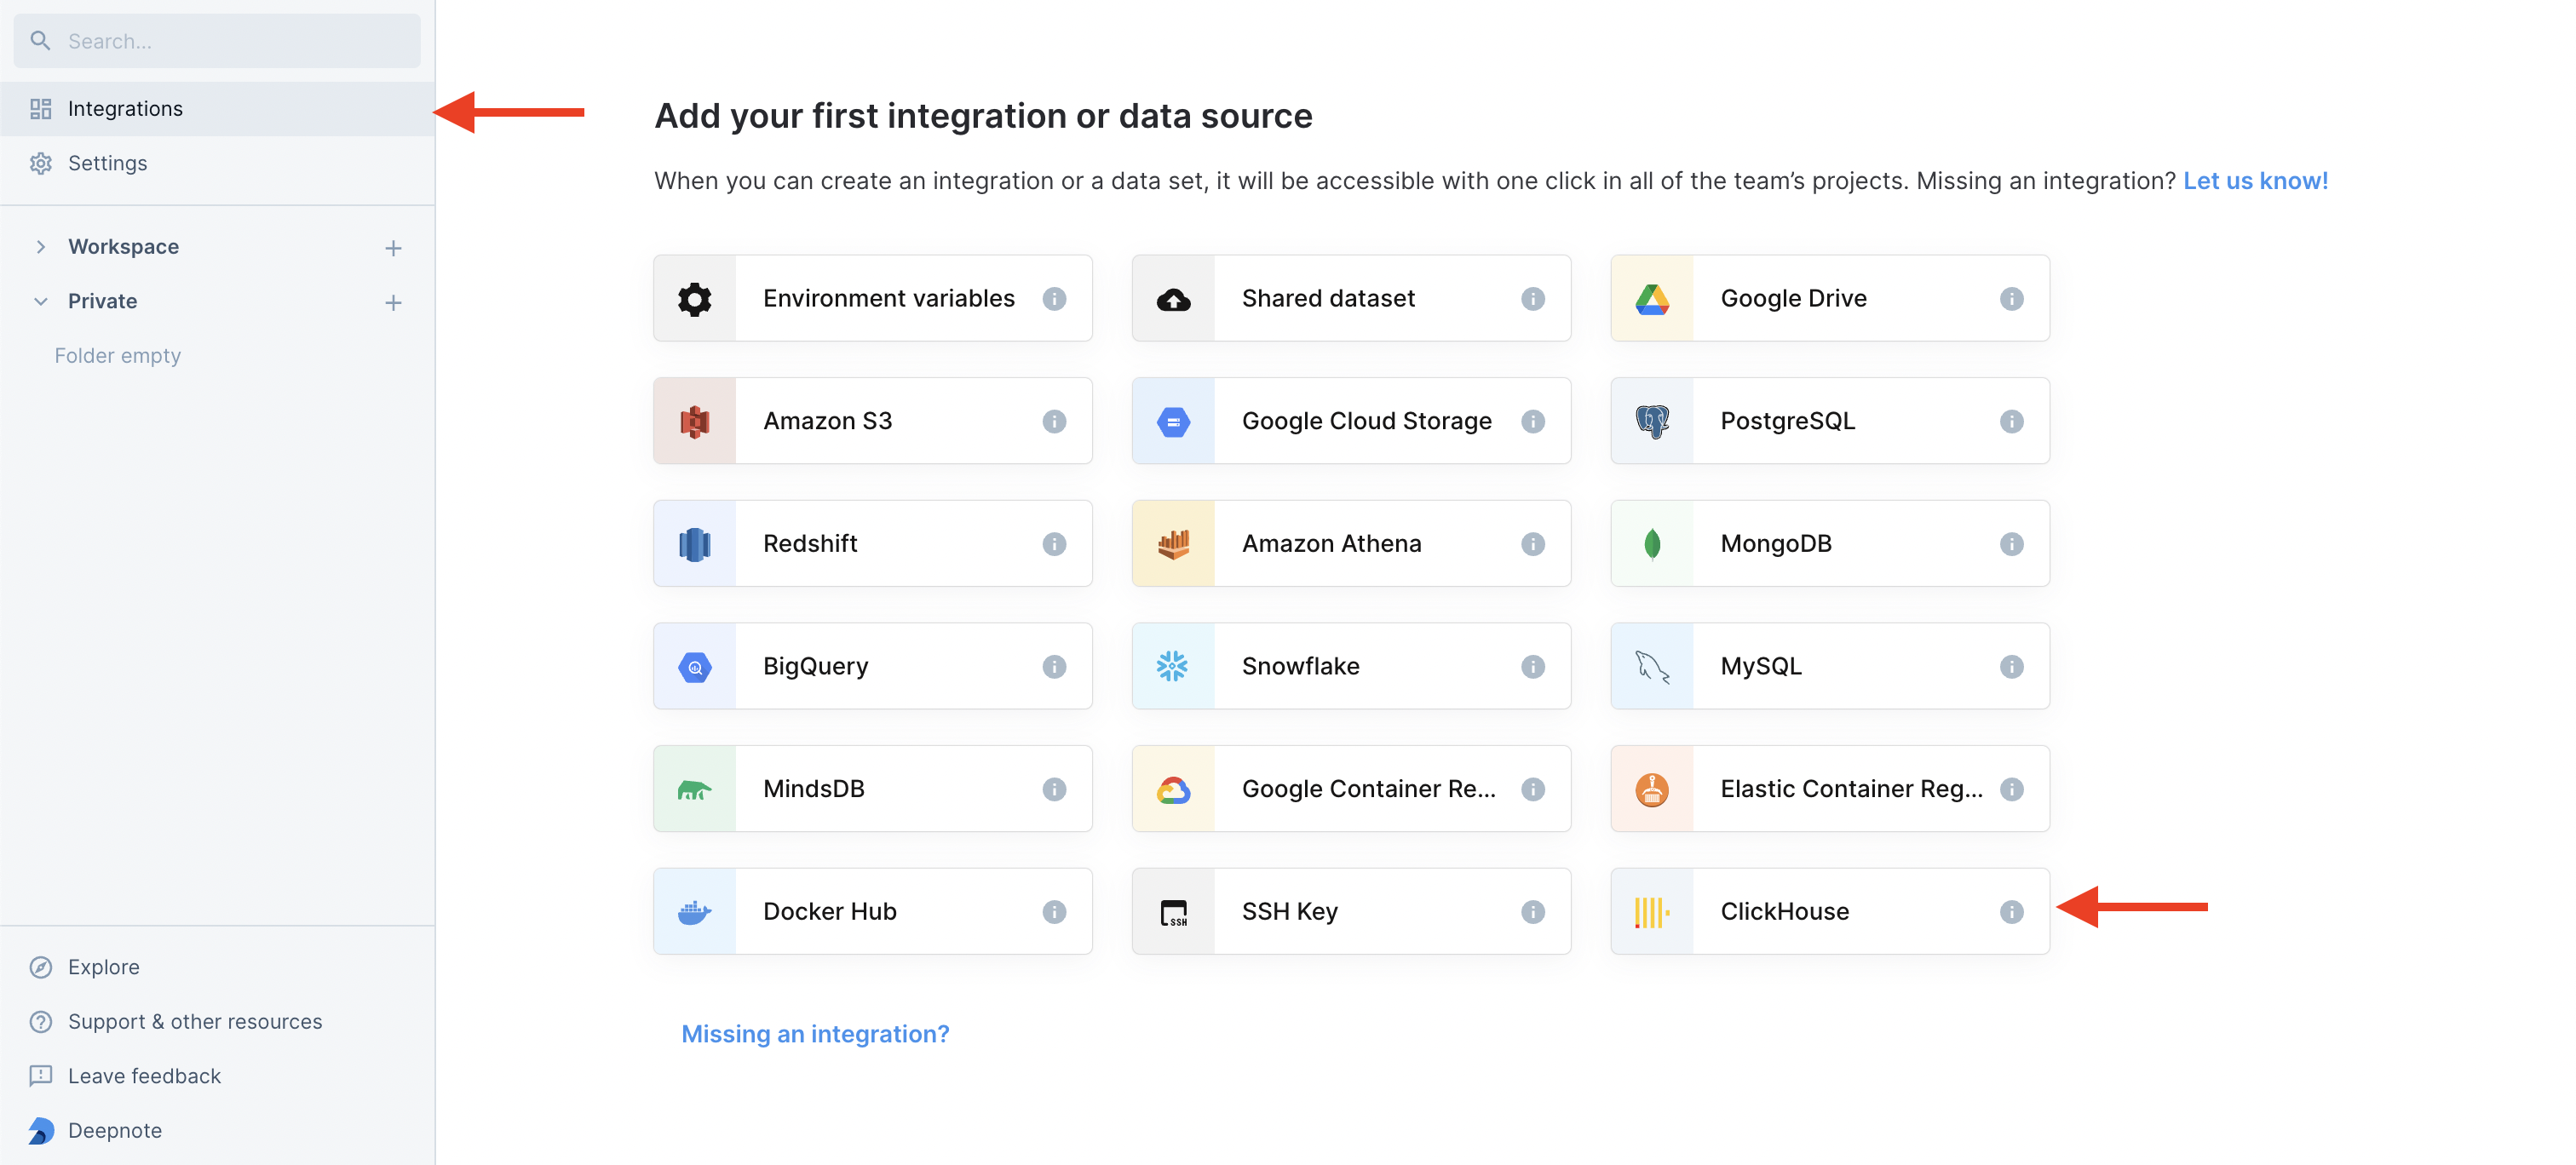 Search...
Integrations
Settings
Workspace
Private
Folder empty
Explore
Support & other resources
Leave feedback
Deepnote
Add your first integration or data source
When you can create an integration or a data set, it will be accessible with one click in all of the team’s projects. Missing an integration? Let us know!
Environment variables
Shared dataset
Google Drive
Amazon S3
Google Cloud Storage
PostgreSQL
Redshift
Amazon Athena
MongoDB
BigQuery
Snowflake
MySQL
MindsDB
Google Container Re...
Elastic Container Reg...
Docker Hub
SSH
SSH Key
ClickHouse
Missing an integration?